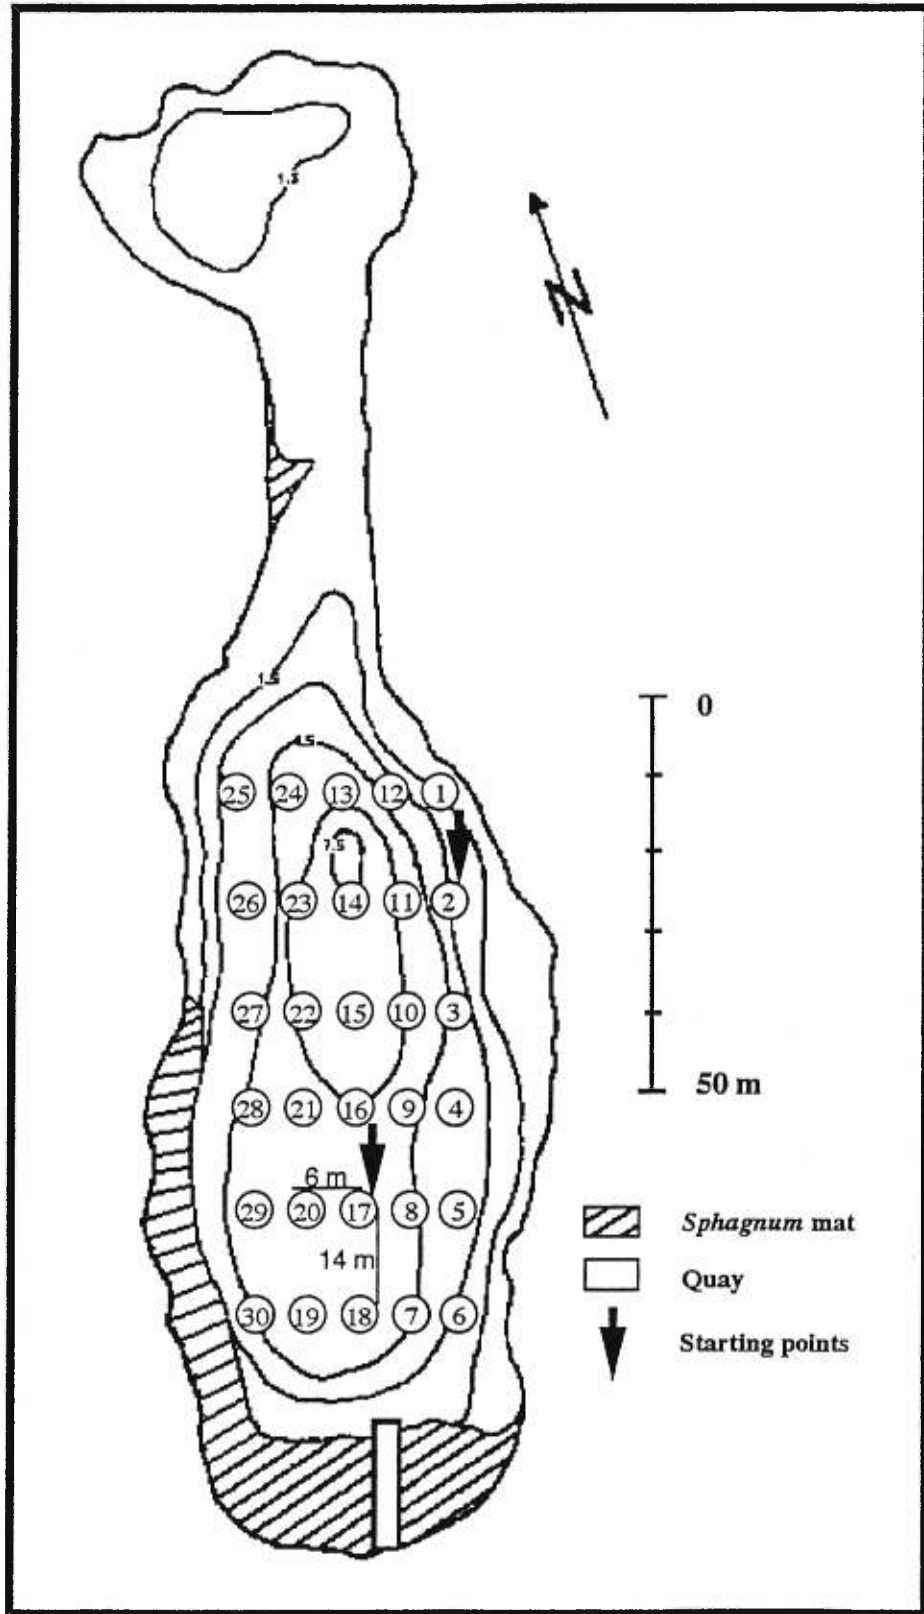 1.5
N
1.5
4.5
0
25 24 13 12 1
7.5
26 23 14 11 2
27 22 15 10 3
50 m
28 21 16 9 4
6 m
29 20 17 8 5
Sphagnum mat
14 m
Quay
30 19 18 7 6
Starting points